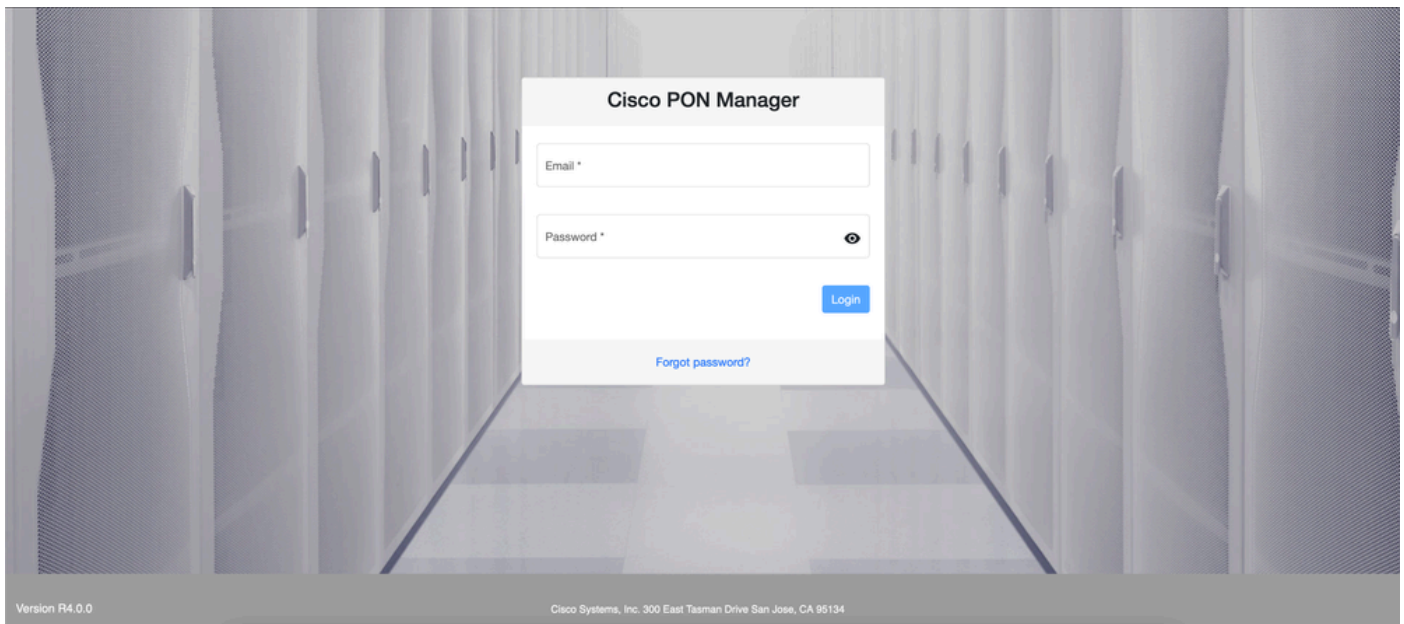 Cisco PON Manager
Email *
Password *
Login
Forgot password?
Version R4.0.0
Cisco Systems, Inc. 300 East Tasman Drive San Jose, CA 95134